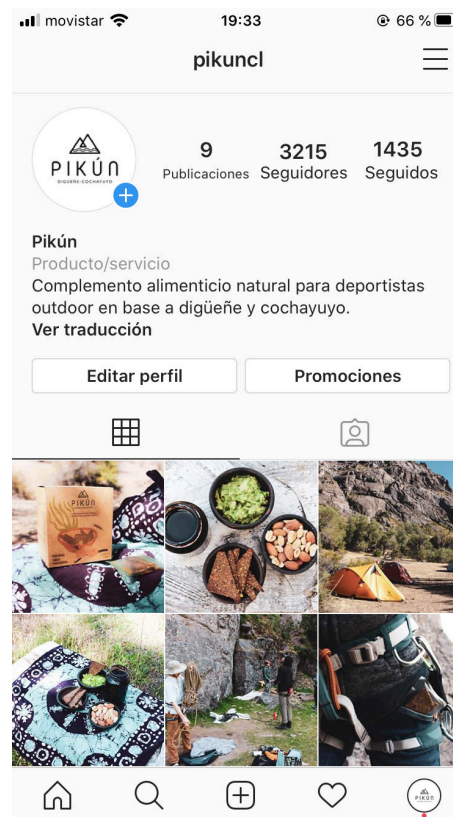 movistar 19:33 66 %
pikuncl
PIKÚN
DIGÜEÑE-COCHAYUYO
9 3215 1435
Publicaciones Seguidores Seguidos
Pikún
Producto/servicio
Complemento alimenticio natural para deportistas
outdoor en base a digüeñe y cochayuyo.
Ver traducción
Editar perfil Promociones
PIKÚN
PIKÚN